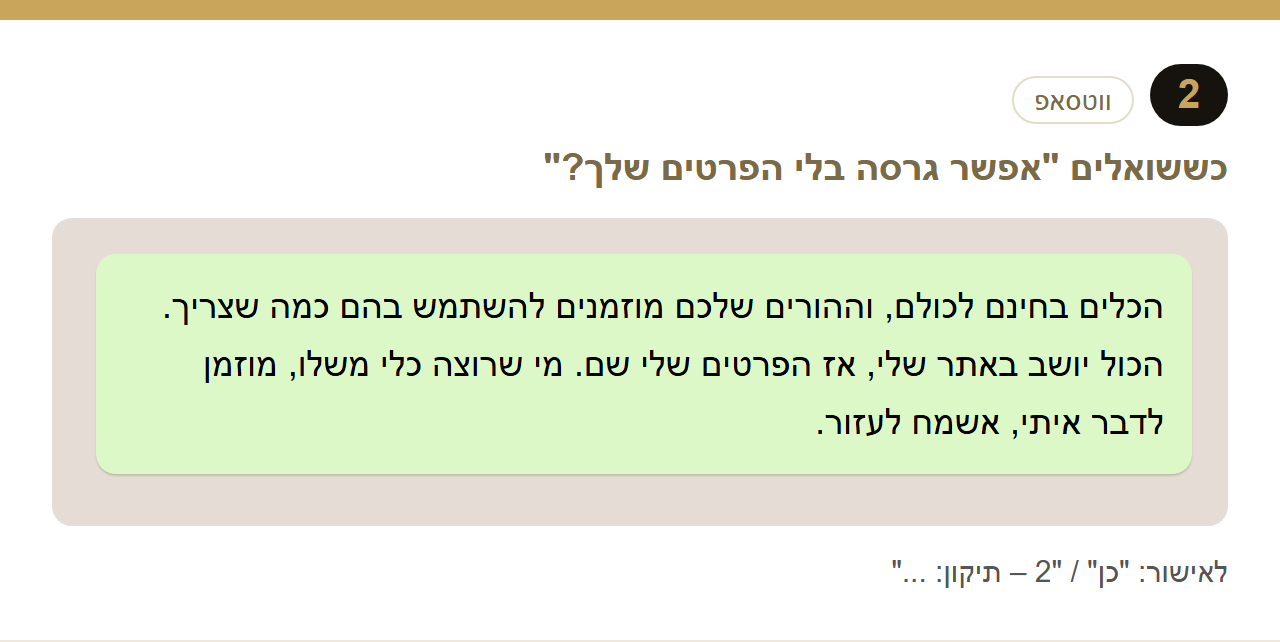 2
ווטסאפ
כששואלים "אפשר גרסה בלי הפרטים שלך?"
הכלים בחינם לכולם, וההורים שלכם מוזמנים להשתמש בהם כמה שצריך.
הכול יושב באתר שלי, אז הפרטים שלי שם. מי שרוצה כלי משלו, מוזמן
לדבר איתי, אשמח לעזור.
לאישור: "כן" / "2 – תיקון: ..."